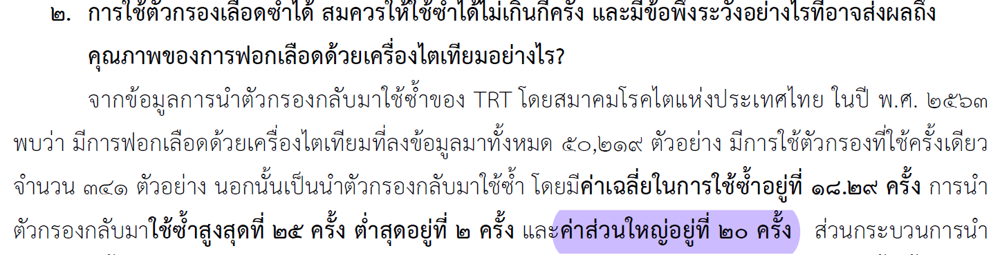 ๒. การใช้ตัวกรองเลือดซ้ำได้ สมควรให้ใช้ซ้ำได้ไม่เกินกี่ครั้ง และมีข้อพึงระวังอย่างไรที่อาจส่งผลถึง
คุณภาพของการฟอกเลือดด้วยเครื่องไตเทียมอย่างไร?
จากข้อมูลการนำตัวกรองกลับมาใช้ซ้ำของ TRT โดยสมาคมโรคไตแห่งประเทศไทย ในปี พ.ศ. ๒๕๖๓
พบว่า มีการฟอกเลือดด้วยเครื่องไตเทียมที่ลงข้อมูลมาทั้งหมด ๕๐,๒๑๙ ตัวอย่าง มีการใช้ตัวกรองที่ใช้ครั้งเดียว
จำนวน ๓๔๑ ตัวอย่าง นอกนั้นเป็นนำตัวกรองกลับมาใช้ซ้ำ โดยมีค่าเฉลี่ยในการใช้ซ้ำอยู่ที่ ๑๘.๒๙ ครั้ง การนำ
ตัวกรองกลับมาใช้ซ้ำสูงสุดที่ ๒๕ ครั้ง ต่ำสุดอยู่ที่ ๒ ครั้ง และค่าส่วนใหญ่อยู่ที่ ๒๐ ครั้ง ส่วนกระบวนการนำ